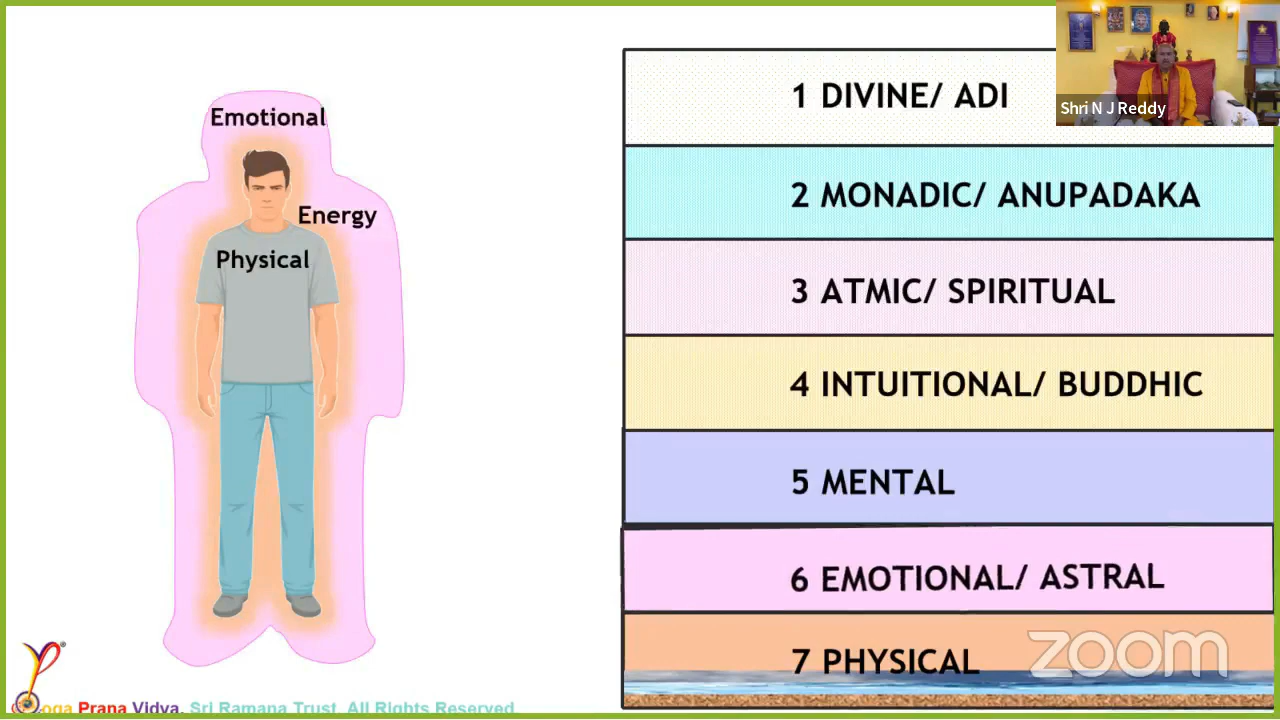 Emotional
Energy
Physical
1 DIVINE/ ADI
2 MONADIC/ ANUPADAKA
3 ATMIC/ SPIRITUAL
4 INTUITIONAL/ BUDDHIC
5 MENTAL
6 EMOTIONAL/ ASTRAL
7 PHYSICAL
Shri N J Reddy
zoom
Prana Vidya, Sri Ramana Trust. All Rights Reserved